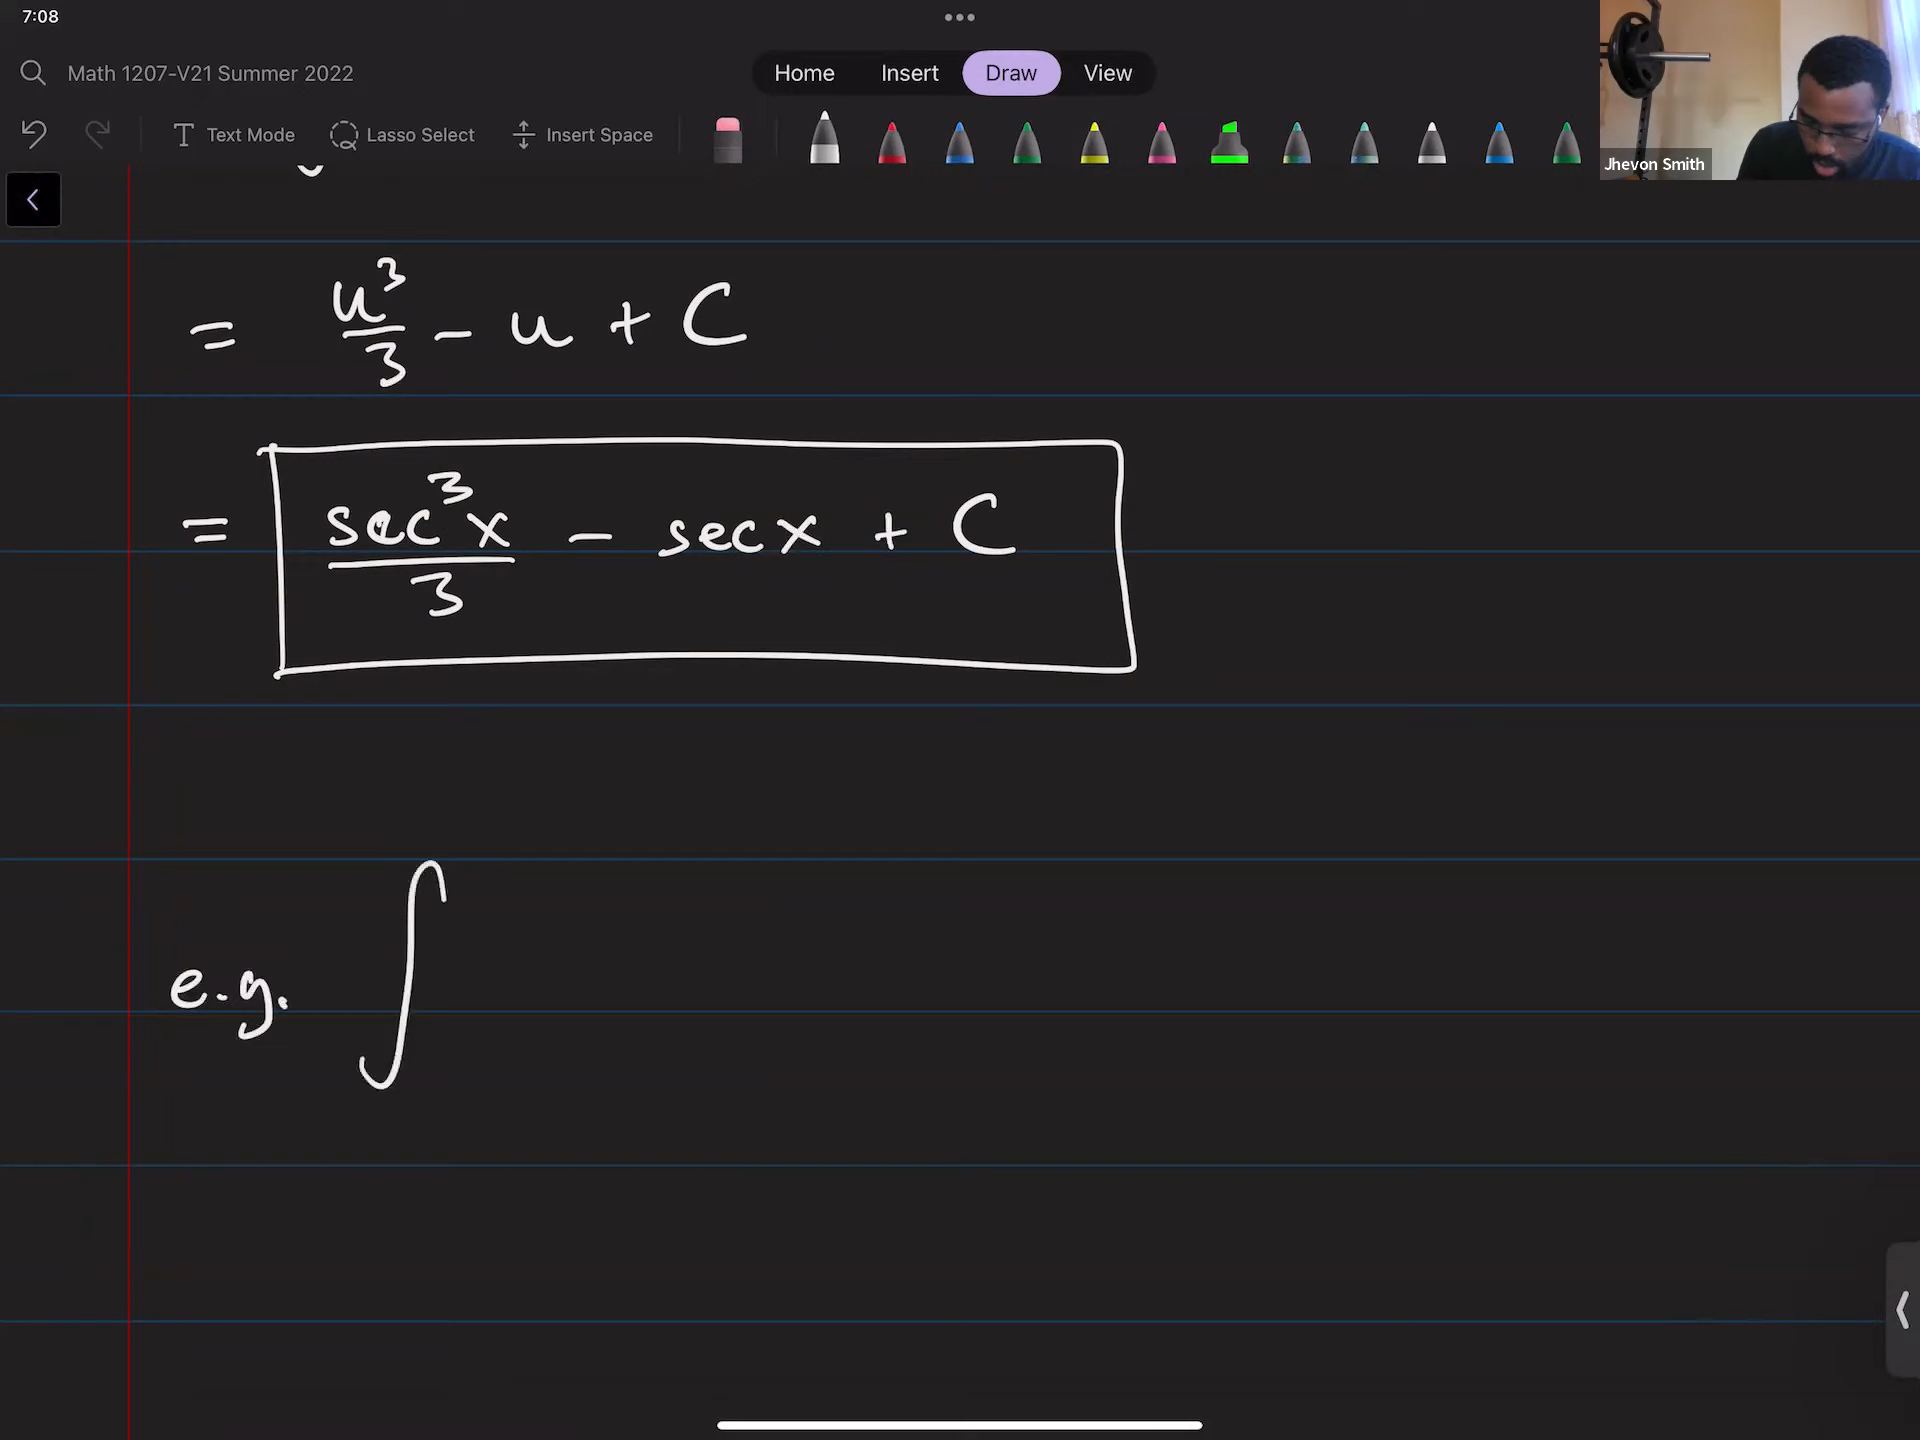 7:08
Math 1207-V21 Summer 2022
Home Insert Draw View
Text Mode Lasso Select Insert Space
Jhevon Smith
= u³/3 - u + C
= sec³x/3 - sec x + C
e.g. ∫